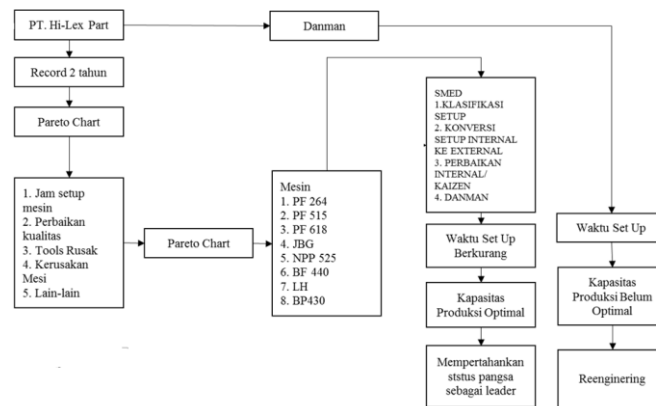 PT. Hi-Lex Part
Danman
Record 2 tahun
Pareto Chart
1. Jam setup
mesin
2. Perbaikan
kualitas
3. Tools Rusak
4. Kerusakan
Mesi
5. Lain-lain
Pareto Chart
Mesin
1. PF 264
2. PF 515
3. PF 618
4. JBG
5. NPP 525
6. BF 440
7. LH
8. BP430
SMED
1.KLASIFIKASI
SETUP
2. KONVERSI
SETUP INTERNAL
KE EXTERNAL
3. PERBAIKAN
INTERNAL/
KAIZEN
4. DANMAN
Waktu Set Up
Berkurang
Kapasitas
Produksi Optimal
Mempertahankan
ststus pangsa
sebagai leader
Waktu Set Up
Kapasitas
Produksi Belum
Optimal
Reenginering